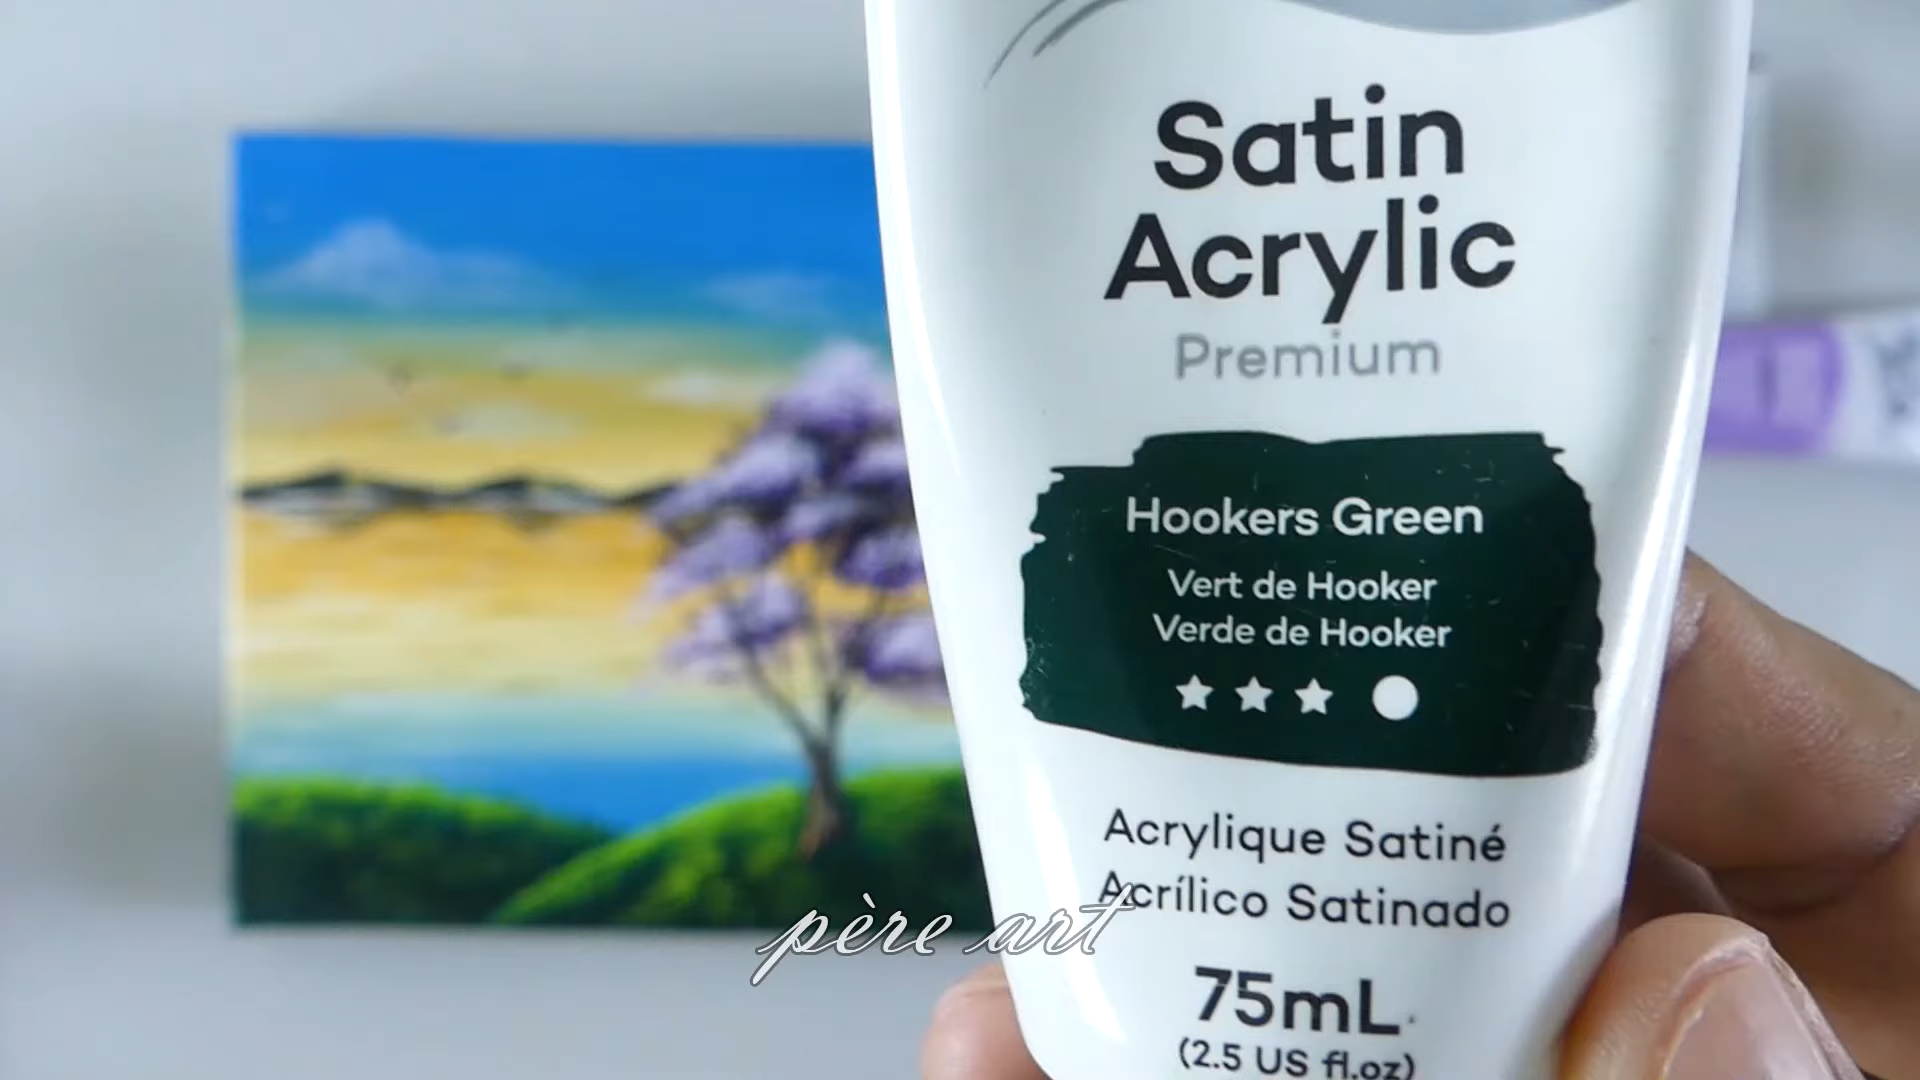 Satin
Acrylic
Premium
Hookers Green
Vert de Hooker
Verde de Hooker
Acrylique Satiné
Acrílico Satinado
père art
75mL
(2.5 US fl.oz)